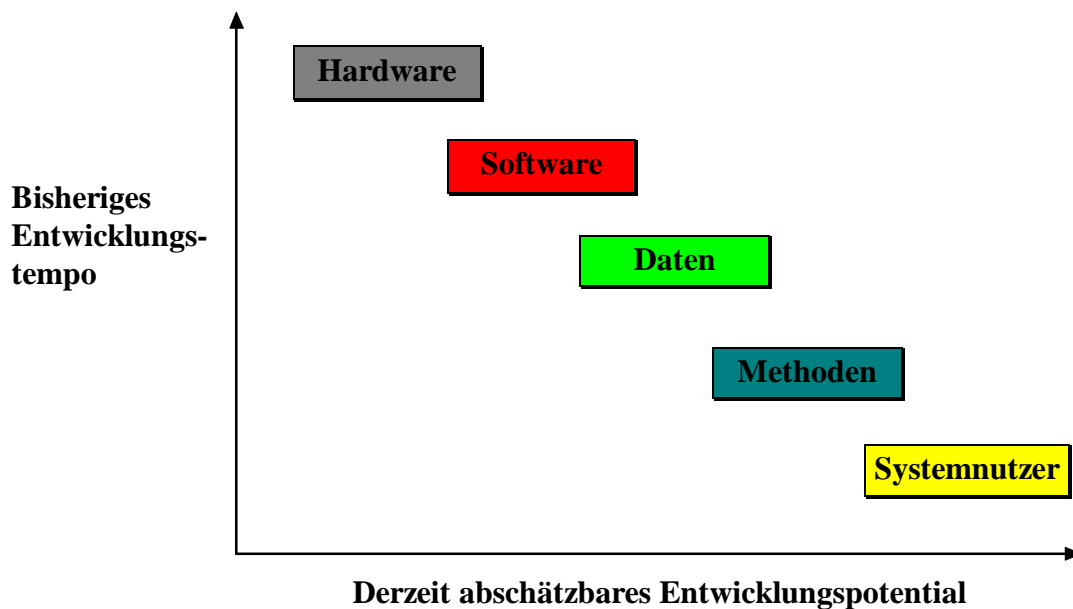 Hardware
Software
Bisheriges
Entwicklungs-
tempo
Daten
Methoden
Systemnutzer
Derzeit abschätzbares Entwicklungspotential